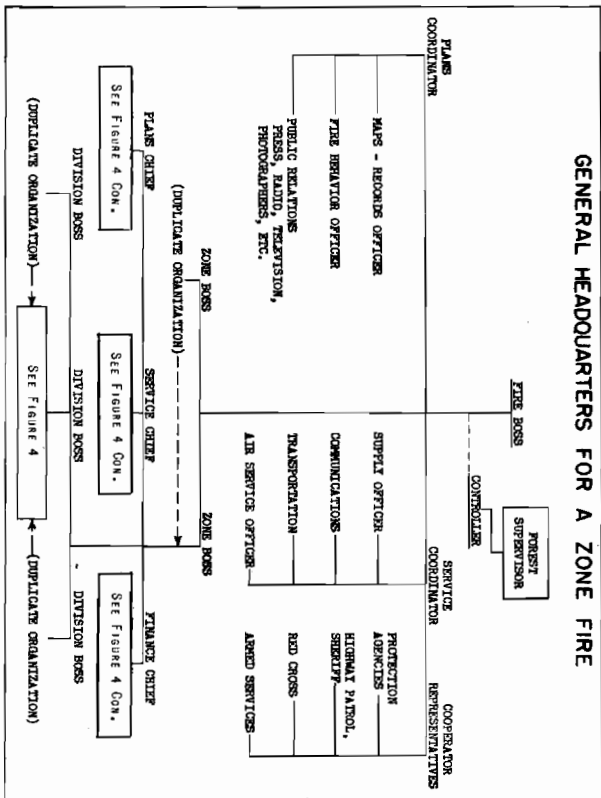 GENERAL HEADQUARTERS FOR A ZONE FIRE
FOREST
SUPERVISOR
FIRE BOSS
CONTROLLER
PLANS
COORDINATOR
MAPS - RECORDS OFFICER
FIRE BEHAVIOR OFFICER
PUBLIC RELATIONS
PRESS, RADIO, TELEVISION,
PHOTOGRAPHERS, ETC.
SERVICE
COORDINATOR
SUPPLY OFFICER
COMMUNICATIONS
TRANSPORTATION
AIR SERVICE OFFICER
COOPERATOR
REPRESENTATIVES
PROTECTION
AGENCIES
HIGHWAY PATROL,
SHERIFF
RED CROSS
ARMED SERVICES
ZONE BOSS
(DUPLICATE ORGANIZATION)
ZONE BOSS
PLANS CHIEF
SERVICE CHIEF
FINANCE CHIEF
SEE FIGURE 4 CON.
SEE FIGURE 4 CON.
SEE FIGURE 4 CON.
DIVISION BOSS
DIVISION BOSS
DIVISION BOSS
(DUPLICATE ORGANIZATION)
SEE FIGURE 4
(DUPLICATE ORGANIZATION)